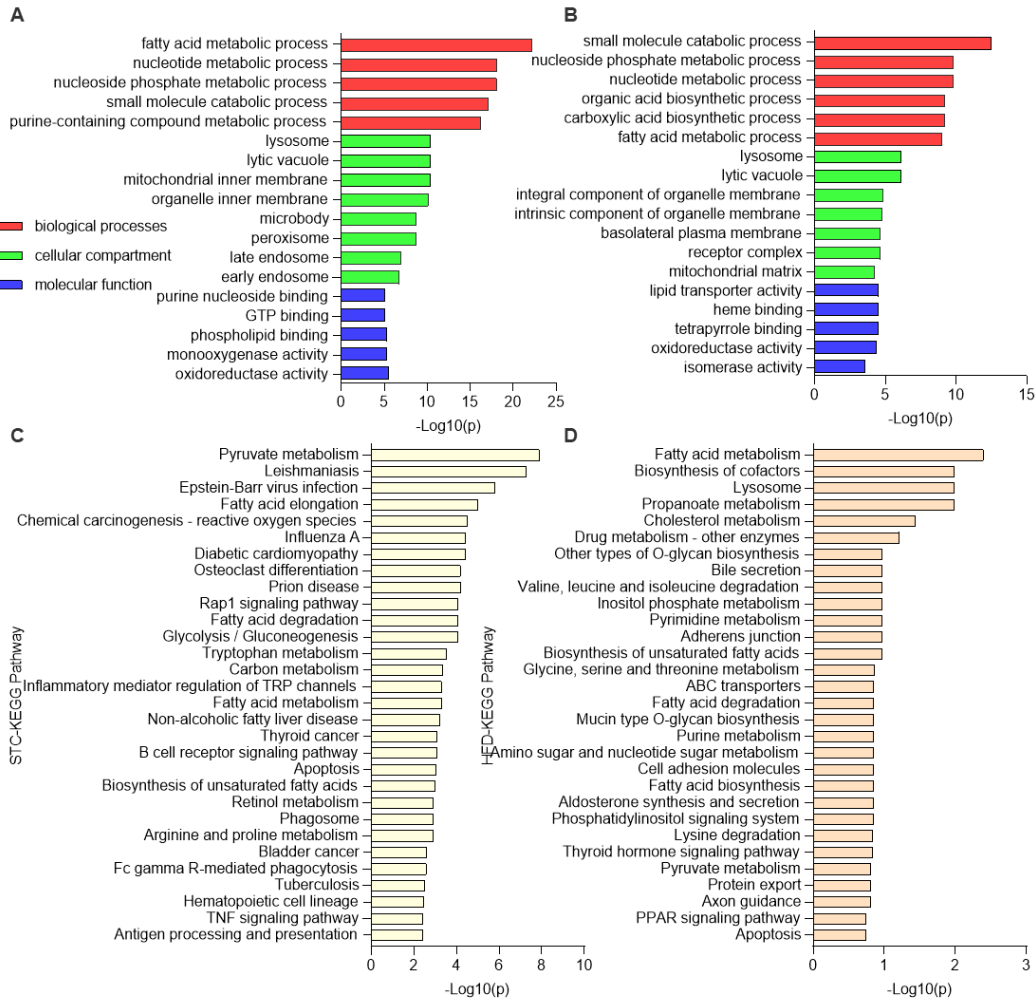 A
fatty acid metabolic process
nucleotide metabolic process
nucleoside phosphate metabolic process
small molecule catabolic process
purine-containing compound metabolic process
lysosome
lytic vacuole
mitochondrial inner membrane
organelle inner membrane
microbody
peroxisome
late endosome
early endosome
purine nucleoside binding
GTP binding
phospholipid binding
monooxygenase activity
oxidoreductase activity
0 5 10 15 20 25
-Log10(p)
biological processes
cellular compartment
molecular function
B
small molecule catabolic process
nucleoside phosphate metabolic process
nucleotide metabolic process
organic acid biosynthetic process
carboxylic acid biosynthetic process
fatty acid metabolic process
lysosome
lytic vacuole
integral component of organelle membrane
intrinsic component of organelle membrane
basolateral plasma membrane
receptor complex
mitochondrial matrix
lipid transporter activity
heme binding
tetrapyrrole binding
oxidoreductase activity
isomerase activity
0 5 10 15
-Log10(p)
C
STC-KEGG Pathway
Pyruvate metabolism
Leishmaniasis
Epstein-Barr virus infection
Fatty acid elongation
Chemical carcinogenesis - reactive oxygen species
Influenza A
Diabetic cardiomyopathy
Osteoclast differentiation
Prion disease
Rap1 signaling pathway
Fatty acid degradation
Glycolysis / Gluconeogenesis
Tryptophan metabolism
Carbon metabolism
Inflammatory mediator regulation of TRP channels
Fatty acid metabolism
Non-alcoholic fatty liver disease
Thyroid cancer
B cell receptor signaling pathway
Apoptosis
Biosynthesis of unsaturated fatty acids
Retinol metabolism
Phagosome
Arginine and proline metabolism
Bladder cancer
Fc gamma R-mediated phagocytosis
Tuberculosis
Hematopoietic cell lineage
TNF signaling pathway
Antigen processing and presentation
0 2 4 6 8 10
-Log10(p)
D
HFD-KEGG Pathway
Fatty acid metabolism
Biosynthesis of cofactors
Lysosome
Propanoate metabolism
Cholesterol metabolism
Drug metabolism - other enzymes
Other types of O-glycan biosynthesis
Bile secretion
Valine, leucine and isoleucine degradation
Inositol phosphate metabolism
Pyrimidine metabolism
Adherens junction
Biosynthesis of unsaturated fatty acids
Glycine, serine and threonine metabolism
ABC transporters
Fatty acid degradation
Mucin type O-glycan biosynthesis
Purine metabolism
Amino sugar and nucleotide sugar metabolism
Cell adhesion molecules
Fatty acid biosynthesis
Aldosterone synthesis and secretion
Phosphatidylinositol signaling system
Lysine degradation
Thyroid hormone signaling pathway
Pyruvate metabolism
Protein export
Axon guidance
PPAR signaling pathway
Apoptosis
0 1 2 3
-Log10(p)